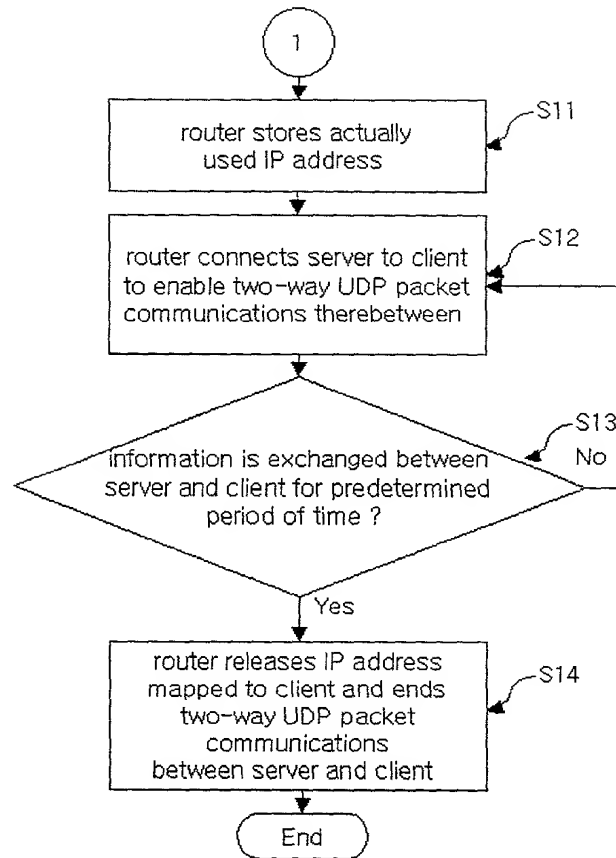 1
router stores actually
used IP address
S11
router connects server to client
to enable two-way UDP packet
communications therebetween
S12
information is exchanged between
server and client for predetermined
period of time ?
S13
No
Yes
router releases IP address
mapped to client and ends
two-way UDP packet
communications
between server and client
S14
End